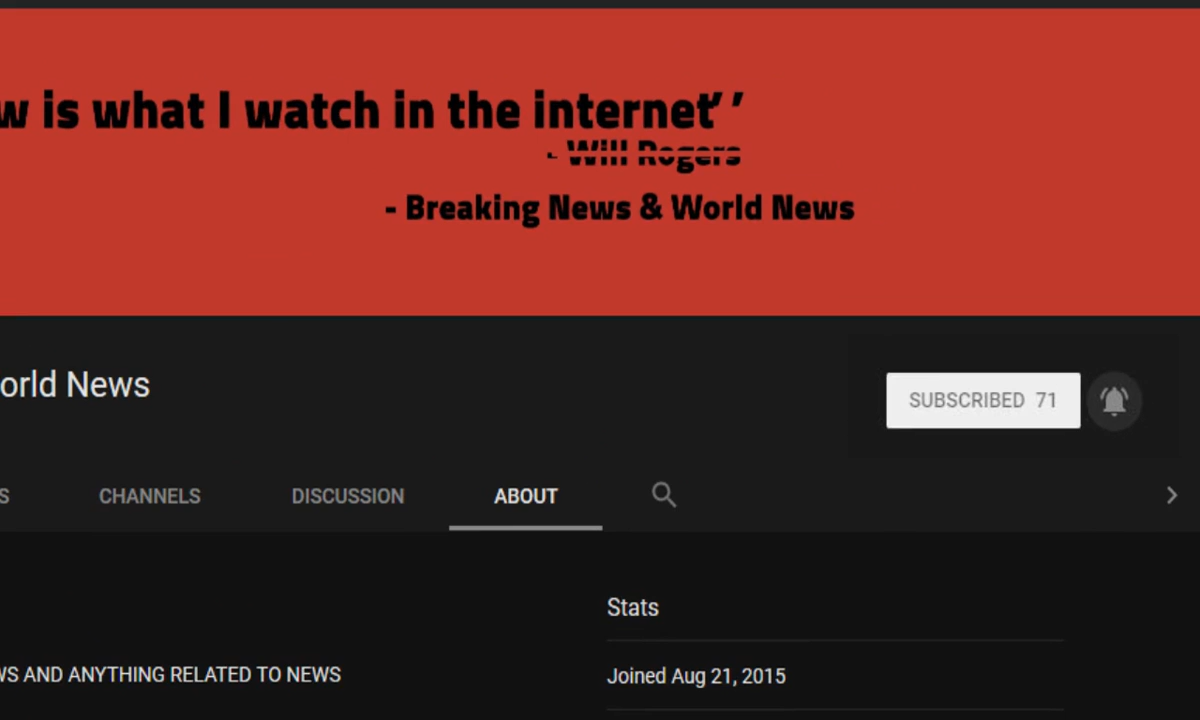 w is what I watch in the internet’’
- Will Rogers
- Breaking News & World News
orld News
SUBSCRIBED 71
S CHANNELS DISCUSSION ABOUT
Stats
WS AND ANYTHING RELATED TO NEWS
Joined Aug 21, 2015